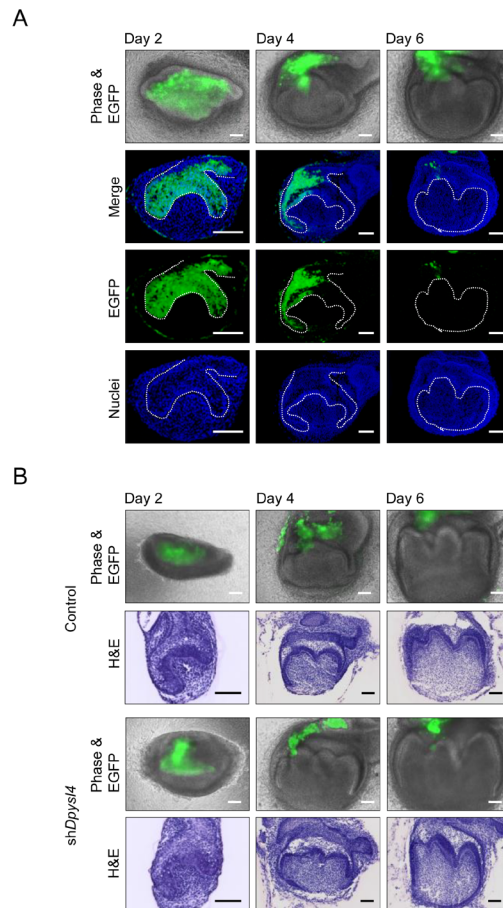 A
Day 2 Day 4 Day 6
Phase &
EGFP
Merge
EGFP
Nuclei
B
Day 2 Day 4 Day 6
Control
Phase &
EGFP
H&E
shDpysl4
Phase &
EGFP
H&E